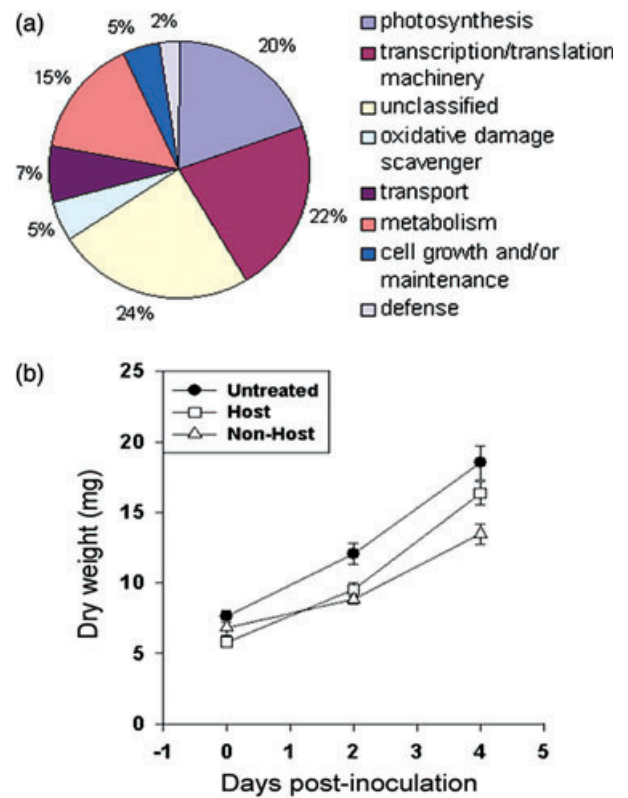 (a)
5%
2%
20%
15%
7%
5%
22%
24%
photosynthesis
transcription/translation
machinery
unclassified
oxidative damage
scavenger
transport
metabolism
cell growth and/or
maintenance
defense
(b)
25
20
15
10
5
0
Dry weight (mg)
Untreated
Host
Non-Host
-1 0 1 2 3 4 5
Days post-inoculation